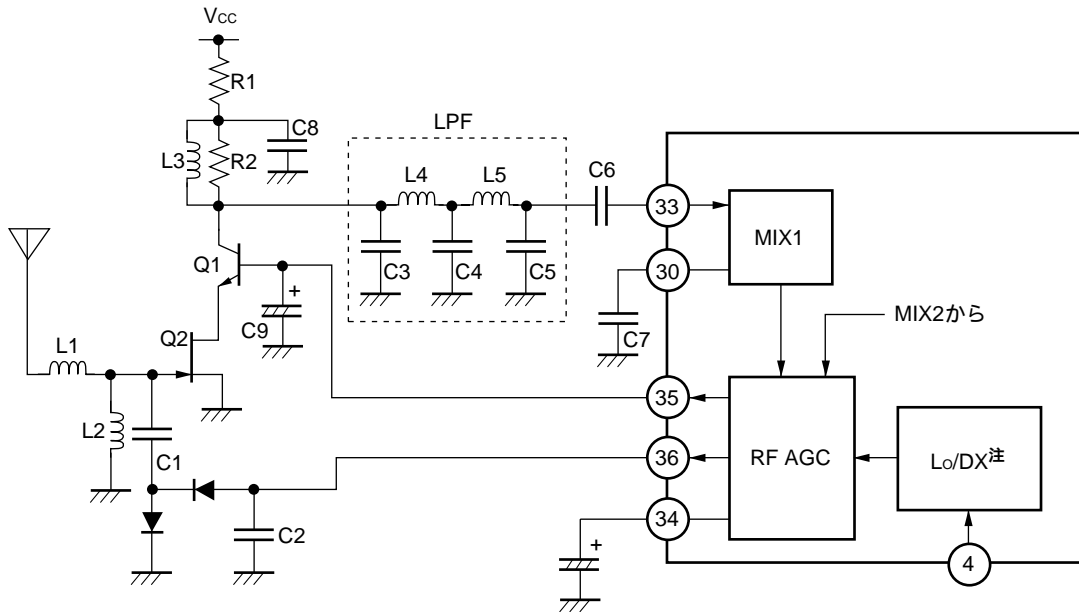 VCC
R1
C8
L3
R2
LPF
L4
L5
C6
33
MIX1
Q1
C3
C4
C5
30
+
C9
C7
MIX2から
L1
Q2
35
L2
C1
36
RF AGC
LO/DX注
C2
34
+
4